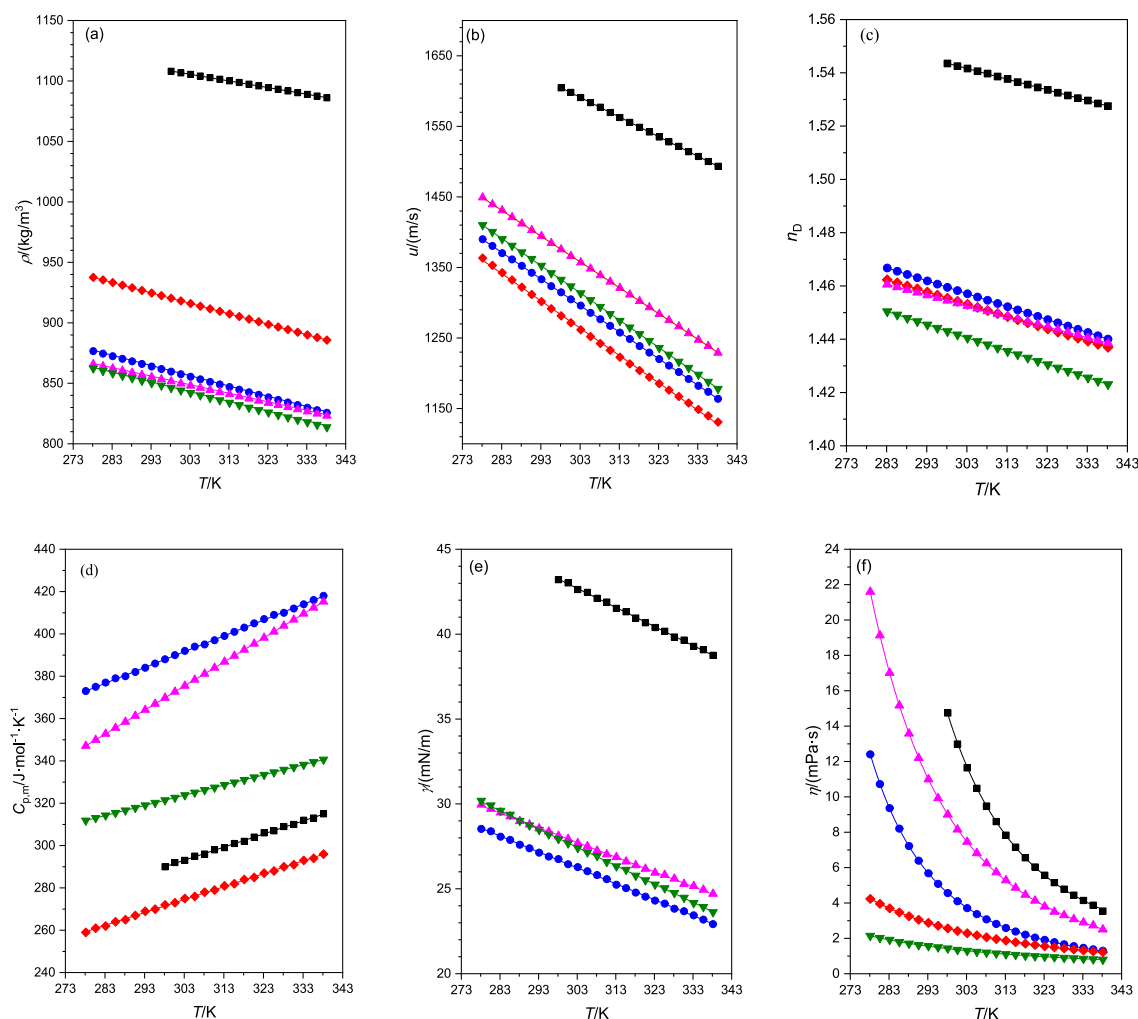 (a)
1150
1100
1050
1000
950
900
850
800
ρ/(kg/m³)
273 283 293 303 313 323 333 343
T/K
(b)
1650
1550
1450
1350
1250
1150
u/(m/s)
273 283 293 303 313 323 333 343
T/K
(c)
1.56
1.54
1.52
1.50
1.48
1.46
1.44
1.42
1.40
n_D
273 283 293 303 313 323 333 343
T/K
(d)
440
420
400
380
360
340
320
300
280
260
240
C_p,m/J·mol⁻¹·K⁻¹
273 283 293 303 313 323 333 343
T/K
(e)
45
40
35
30
25
20
γ/(mN/m)
273 283 293 303 313 323 333 343
T/K
(f)
24
22
20
18
16
14
12
10
8
6
4
2
0
η/(mPa·s)
273 283 293 303 313 323 333 343
T/K